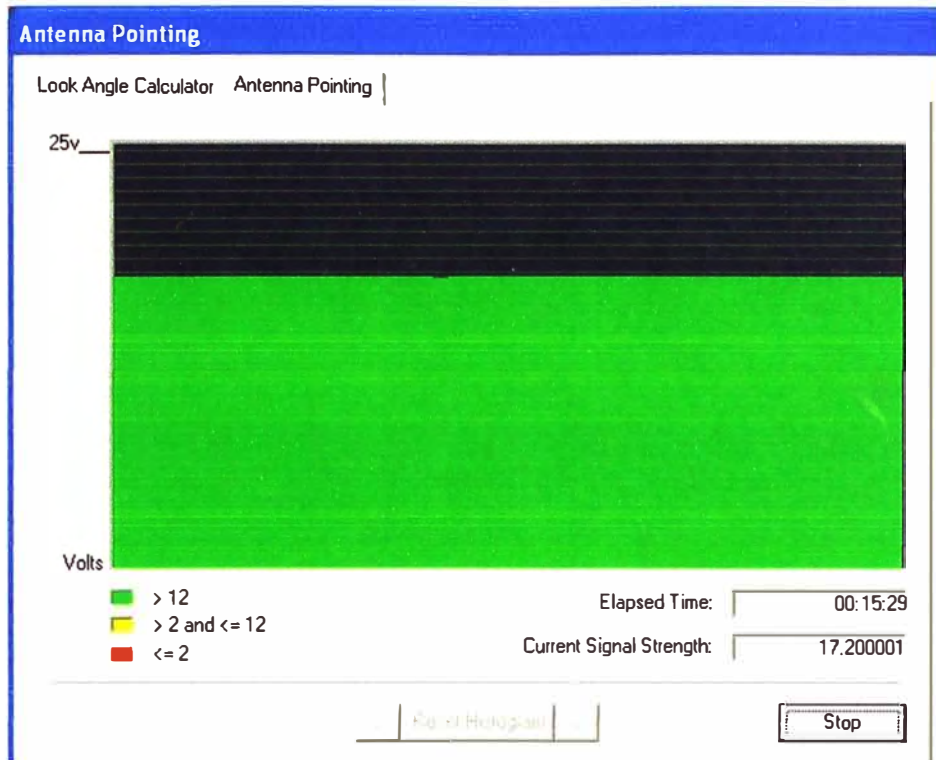 Antenna Pointing
Look Angle Calculator Antenna Pointing
25v
Volts
> 12
> 2 and <= 12
<= 2
Elapsed Time: 00:15:29
Current Signal Strength: 17.200001
Stop